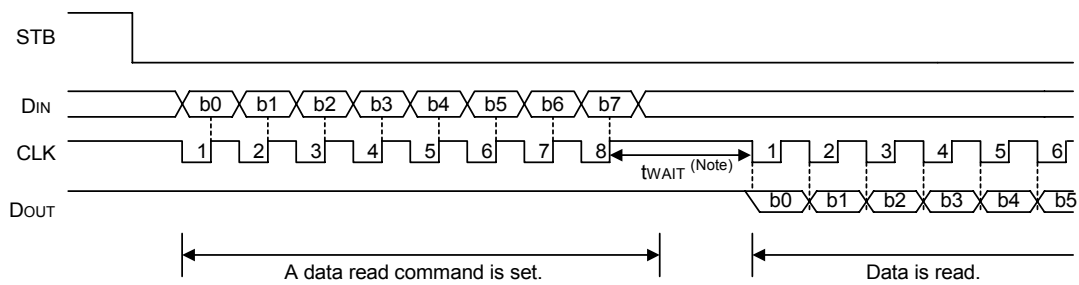 STB
DIN b0 b1 b2 b3 b4 b5 b6 b7
CLK 1 2 3 4 5 6 7 8 1 2 3 4 5 6
tWAIT (Note)
DOUT b0 b1 b2 b3 b4 b5
A data read command is set. Data is read.